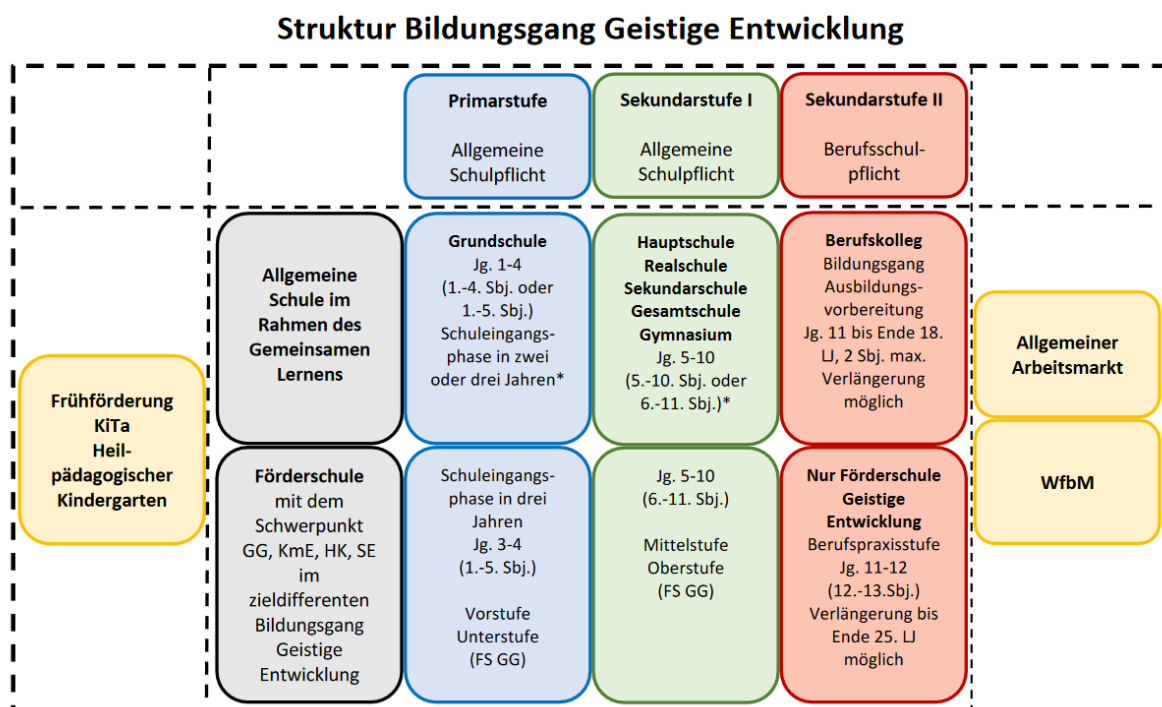 Struktur Bildungsgang Geistige Entwicklung
Primarstufe
Allgemeine
Schulpflicht
Sekundarstufe I
Allgemeine
Schulpflicht
Sekundarstufe II
Berufsschul-
pflicht
Frühförderung
KiTa
Heil-
pädagogischer
Kindergarten
Allgemeine
Schule im
Rahmen des
Gemeinsamen
Lernens
Grundschule
Jg. 1-4
(1.-4. Sbj. oder
1.-5. Sbj.)
Schuleingangs-
phase in zwei
oder drei Jahren*
Hauptschule
Realschule
Sekundarschule
Gesamtschule
Gymnasium
Jg. 5-10
(5.-10. Sbj. oder
6.-11. Sbj.)*
Berufskolleg
Bildungsgang
Ausbildungs-
vorbereitung
Jg. 11 bis Ende 18.
LJ, 2 Sbj. max.
Verlängerung
möglich
Allgemeiner
Arbeitsmarkt
Förderschule
mit dem
Schwerpunkt
GG, KmE, HK, SE
im
zieldifferenten
Bildungsgang
Geistige
Entwicklung
Schuleingangs-
phase in drei
Jahren
Jg. 3-4
(1.-5. Sbj.)
Vorstufe
Unterstufe
(FS GG)
Jg. 5-10
(6.-11. Sbj.)
Mittelstufe
Oberstufe
(FS GG)
Nur Förderschule
Geistige
Entwicklung
Berufspraxisstufe
Jg. 11-12
(12.-13.Sbj.)
Verlängerung bis
Ende 25. LJ
möglich
WfbM